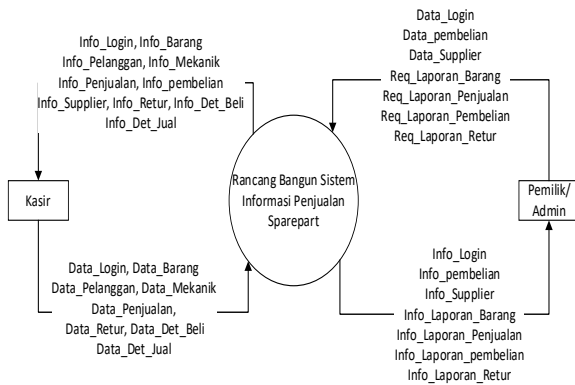 Info_Login, Info_Barang
Info_Pelanggan, Info_Mekanik
Info_Penjualan, Info_pembelian
Info_Supplier, Info_Retur, Info_Det_Beli
Info_Det_Jual
Data_Login
Data_pembelian
Data_Supplier
Req_Laporan_Barang
Req_Laporan_Penjualan
Req_Laporan_Pembelian
Req_Laporan_Retur
Kasir
Rancang Bangun Sistem
Informasi Penjualan
Sparepart
Pemilik/
Admin
Data_Login, Data_Barang
Data_Pelanggan, Data_Mekanik
Data_Penjualan,
Data_Retur, Data_Det_Beli
Data_Det_Jual
Info_Login
Info_pembelian
Info_Supplier
Info_Laporan_Barang
Info_Laporan_Penjualan
Info_Laporan_pembelian
Info_Laporan_Retur